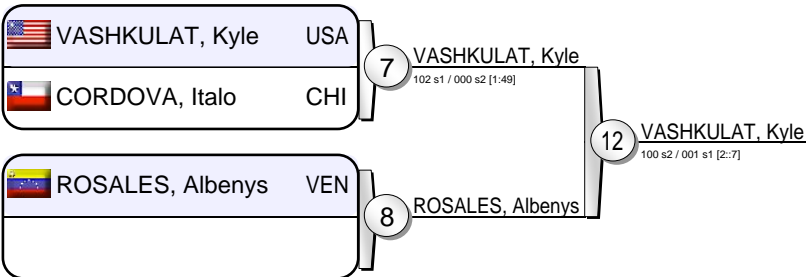 VASHKULAT, Kyle USA
CORDOVA, Italo CHI
7
VASHKULAT, Kyle
102 s1 / 000 s2 [1:49]
12
VASHKULAT, Kyle
100 s2 / 001 s1 [2::7]
ROSALES, Albenys VEN
8
ROSALES, Albenys